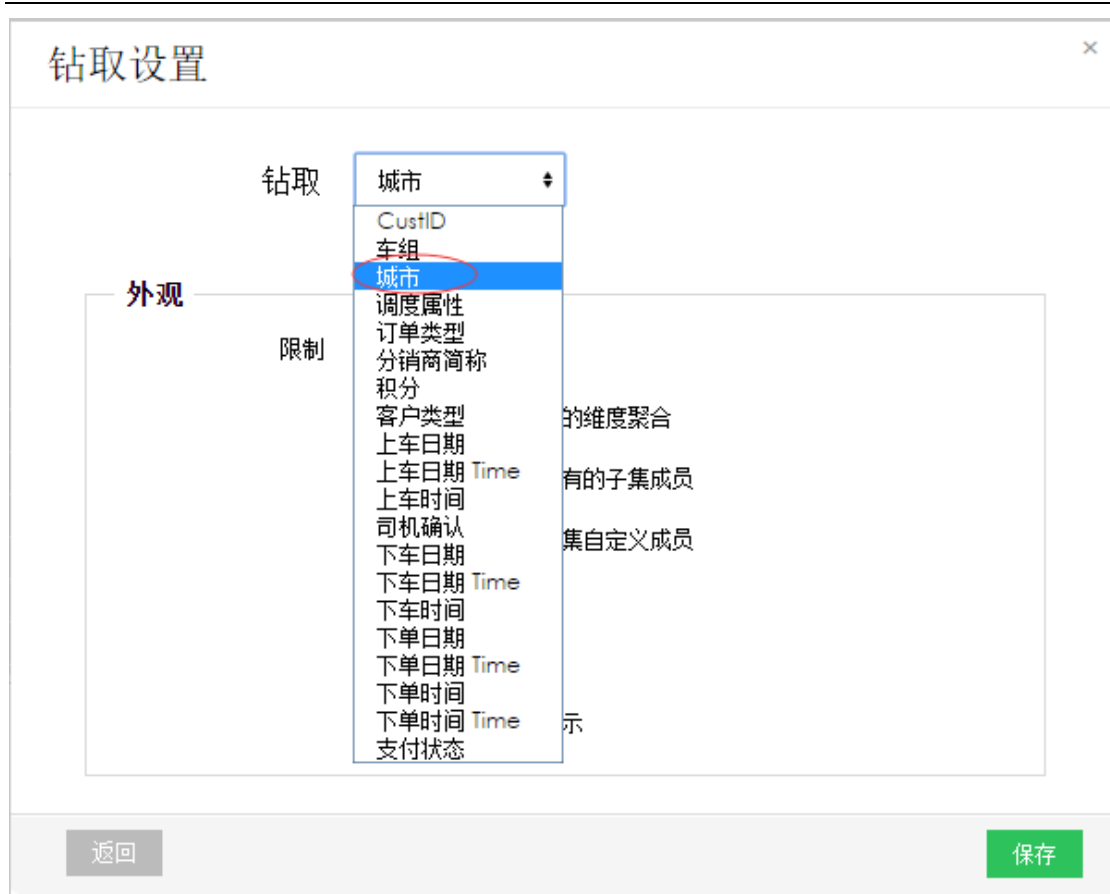 钻取设置
×
钻取
城市
CustID
车组
城市
外观
调度属性
订单类型
限制
分销商简称
积分
客户类型
的维度聚合
上车日期
上车日期 Time
有的子集成员
上车时间
司机确认
集自定义成员
下车日期
下车日期 Time
下车时间
下单日期
下单日期 Time
下单时间
下单时间 Time
示
支付状态
返回
保存